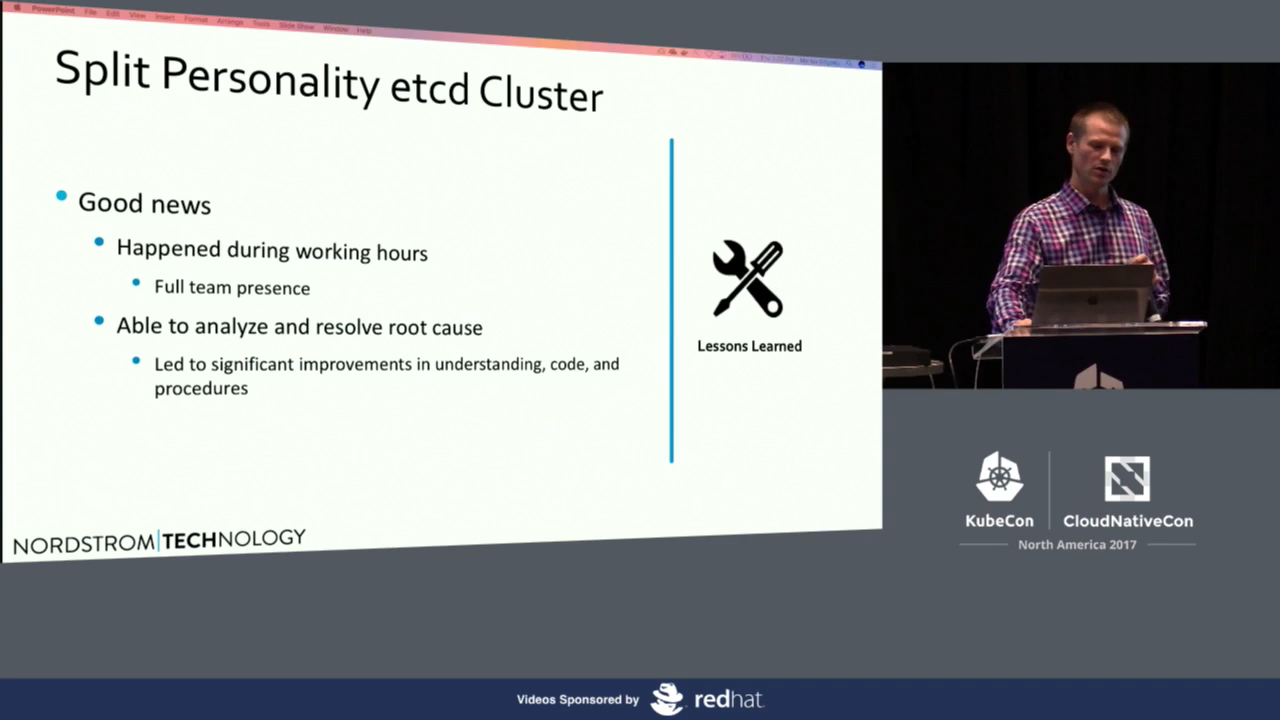 PowerPoint File Edit View Insert Format Arrange Tools Slide Show Window Help
Split Personality etcd Cluster
Good news
Happened during working hours
Full team presence
Able to analyze and resolve root cause
Led to significant improvements in understanding, code, and
procedures
Lessons Learned
NORDSTROM|TECHNOLOGY
KubeCon
CloudNativeCon
North America 2017
Videos Sponsored by
redhat